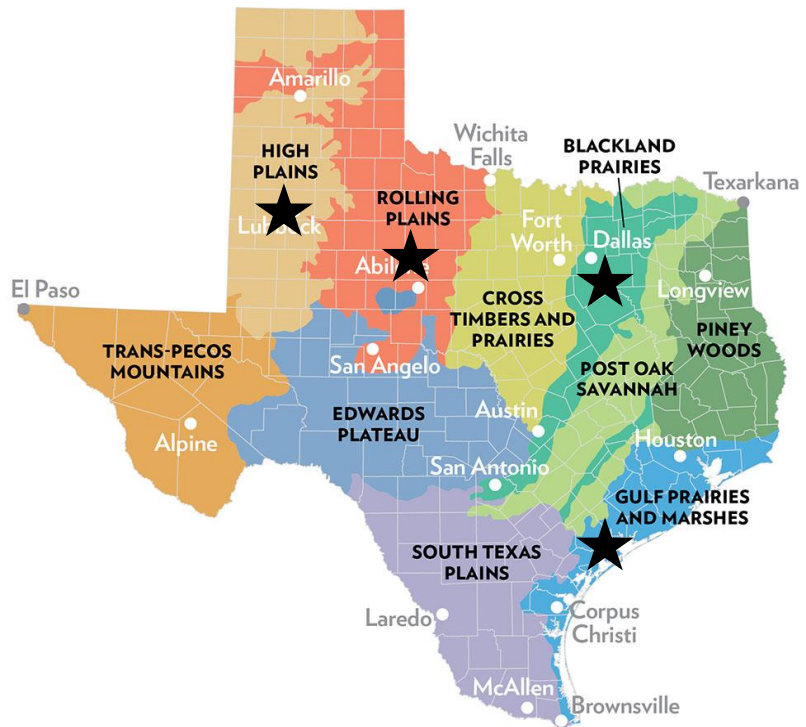 Amarillo
HIGH
PLAINS
Wichita
Falls
BLACKLAND
PRAIRIES
Texarkana
ROLLING
PLAINS
Fort
Worth
Dallas
Longview
El Paso
CROSS
TIMBERS AND
PRAIRIES
PINEY
WOODS
TRANS-PECOS
MOUNTAINS
San Angelo
POST OAK
SAVANNAH
EDWARDS
PLATEAU
Austin
Alpine
Houston
San Antonio
GULF PRAIRIES
AND MARSHES
SOUTH TEXAS
PLAINS
Laredo
Corpus
Christi
McAllen
Brownsville